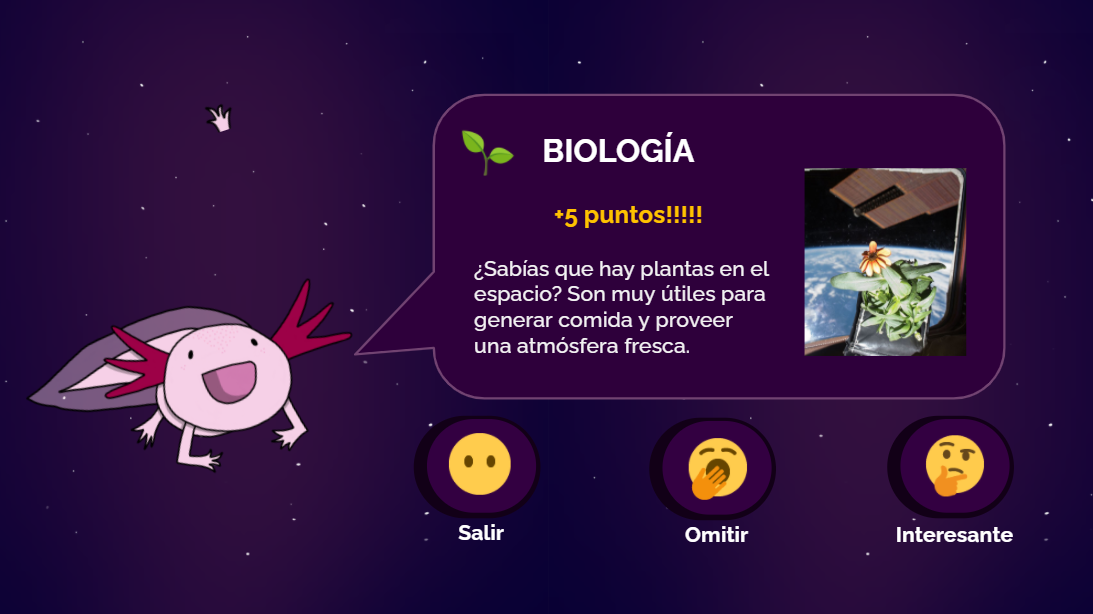 BIOLOGÍA
+5 puntos!!!!!
¿Sabías que hay plantas en el
espacio? Son muy útiles para
generar comida y proveer
una atmósfera fresca.
Salir
Omitir
Interesante